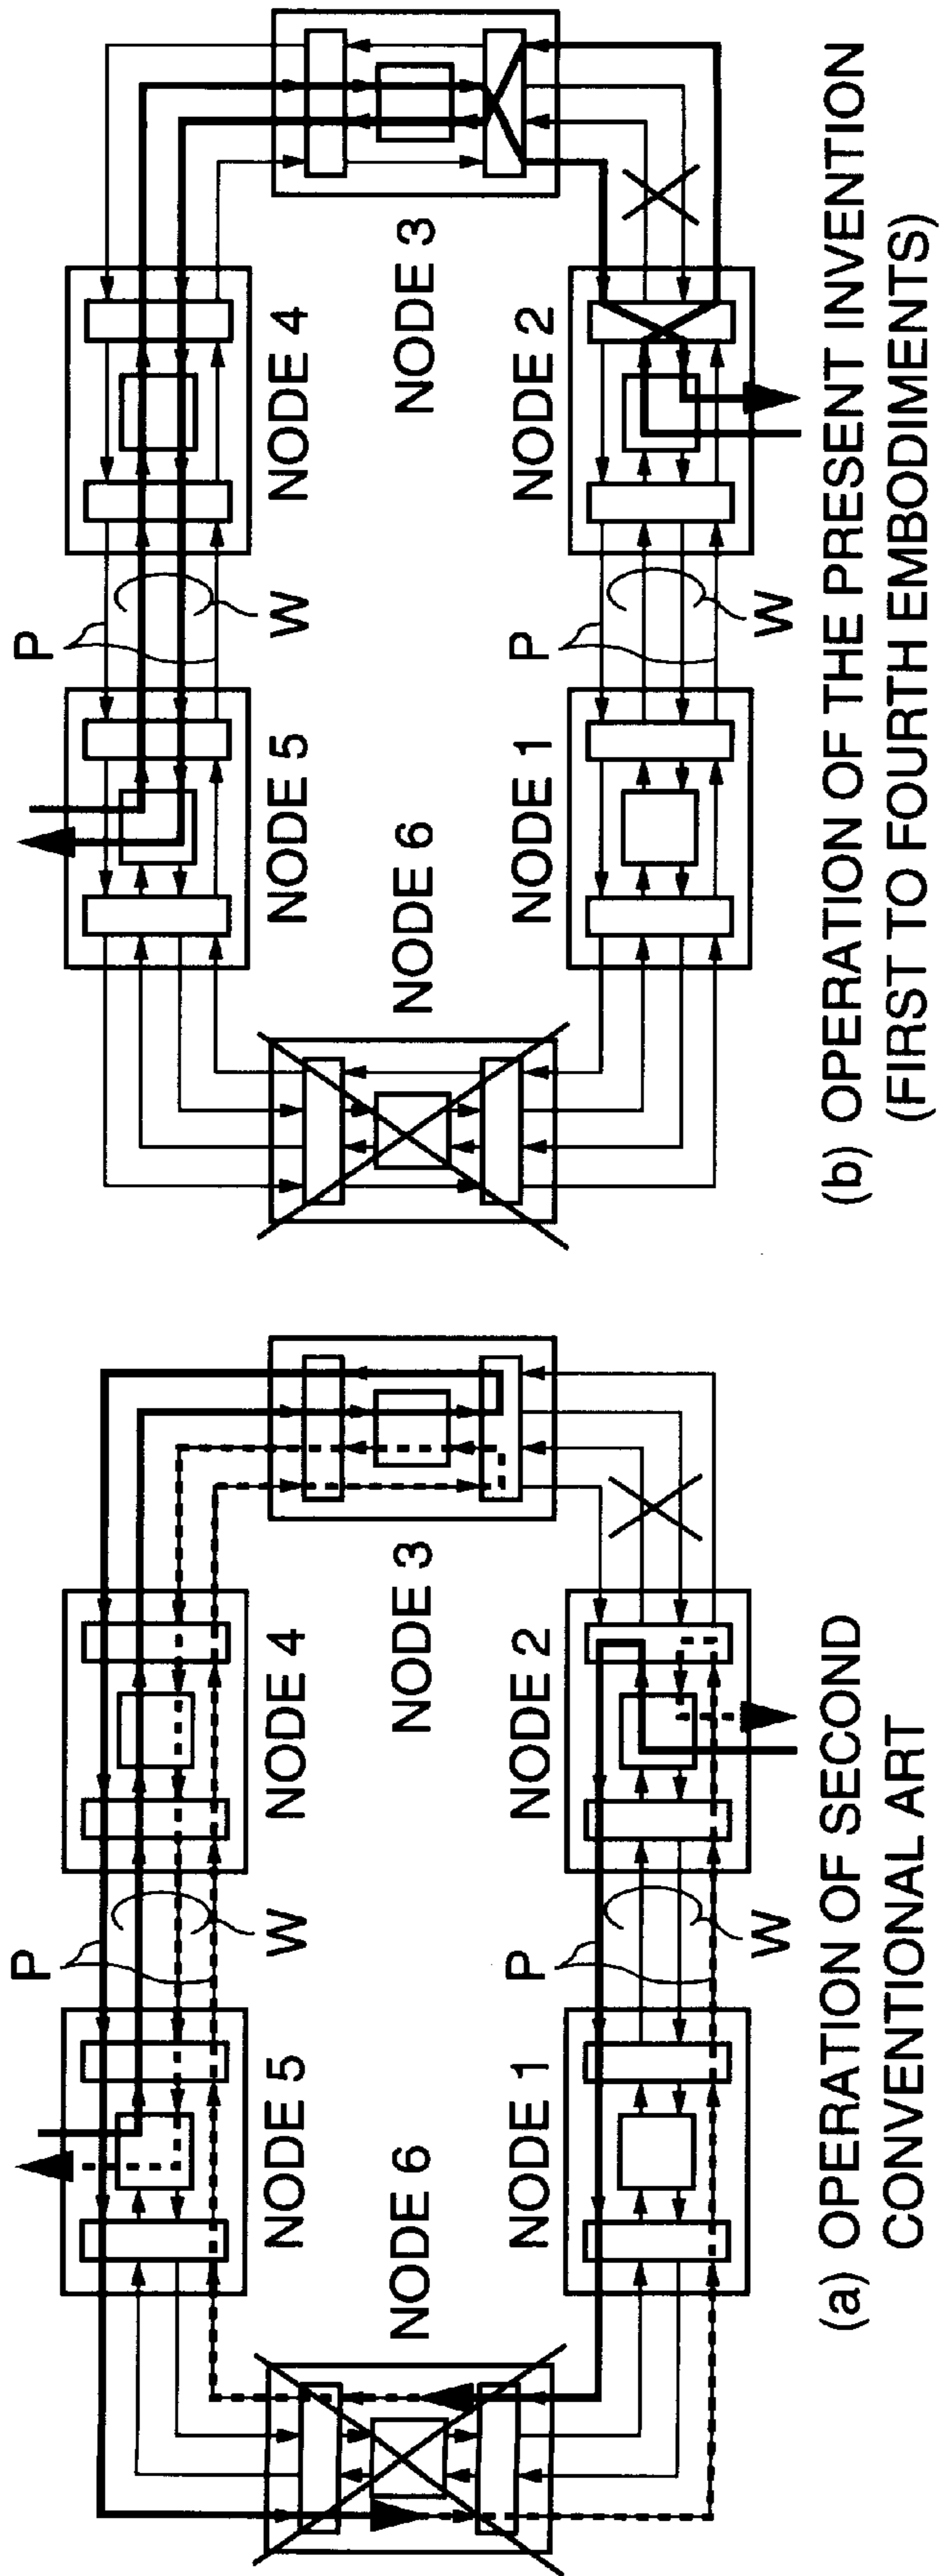 P
W
NODE 5
NODE 4
NODE 6
NODE 3
NODE 1
P
W
NODE 2
(a) OPERATION OF SECOND
CONVENTIONAL ART
P
W
NODE 5
NODE 4
NODE 6
NODE 3
NODE 1
P
W
NODE 2
(b) OPERATION OF THE PRESENT INVENTION
(FIRST TO FOURTH EMBODIMENTS)